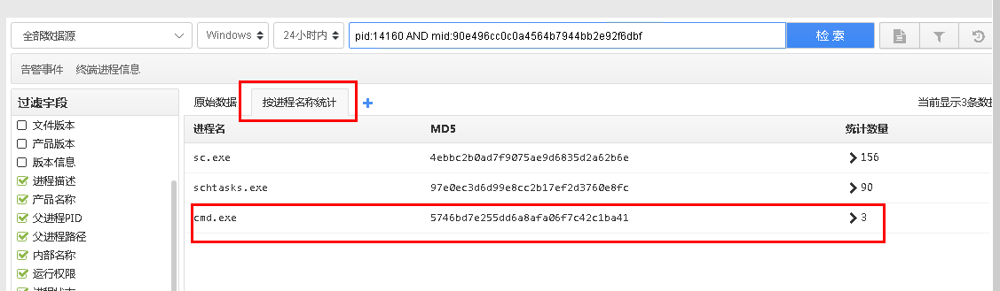 全部数据源 Windows 24小时内 pid:14160 AND mid:90e496cc0c0a4564b7944bb2e92f6dbf 检 索
告警事件 终端进程信息
过滤字段 原始数据 按进程名称统计 当前显示3条数据
文件版本 进程名 MD5 统计数量
产品版本
版本信息 sc.exe 4ebbc2b0ad7f9075ae9d6835d2a62b6e 156
进程描述
产品名称 schtasks.exe 97e0ec3d6d99e8cc2b17ef2d3760e8fc 90
父进程PID cmd.exe 5746bd7e255dd6a8afa06f7c42c1ba41 3
父进程路径
内部名称
运行权限
进程状态